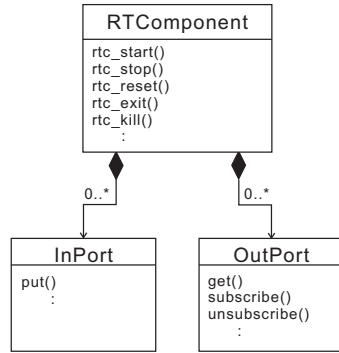 RTComponent
rtc_start()
rtc_stop()
rtc_reset()
rtc_exit()
rtc_kill()
:
0..* 0..*
InPort
put()
:
OutPort
get()
subscribe()
unsubscribe()
: